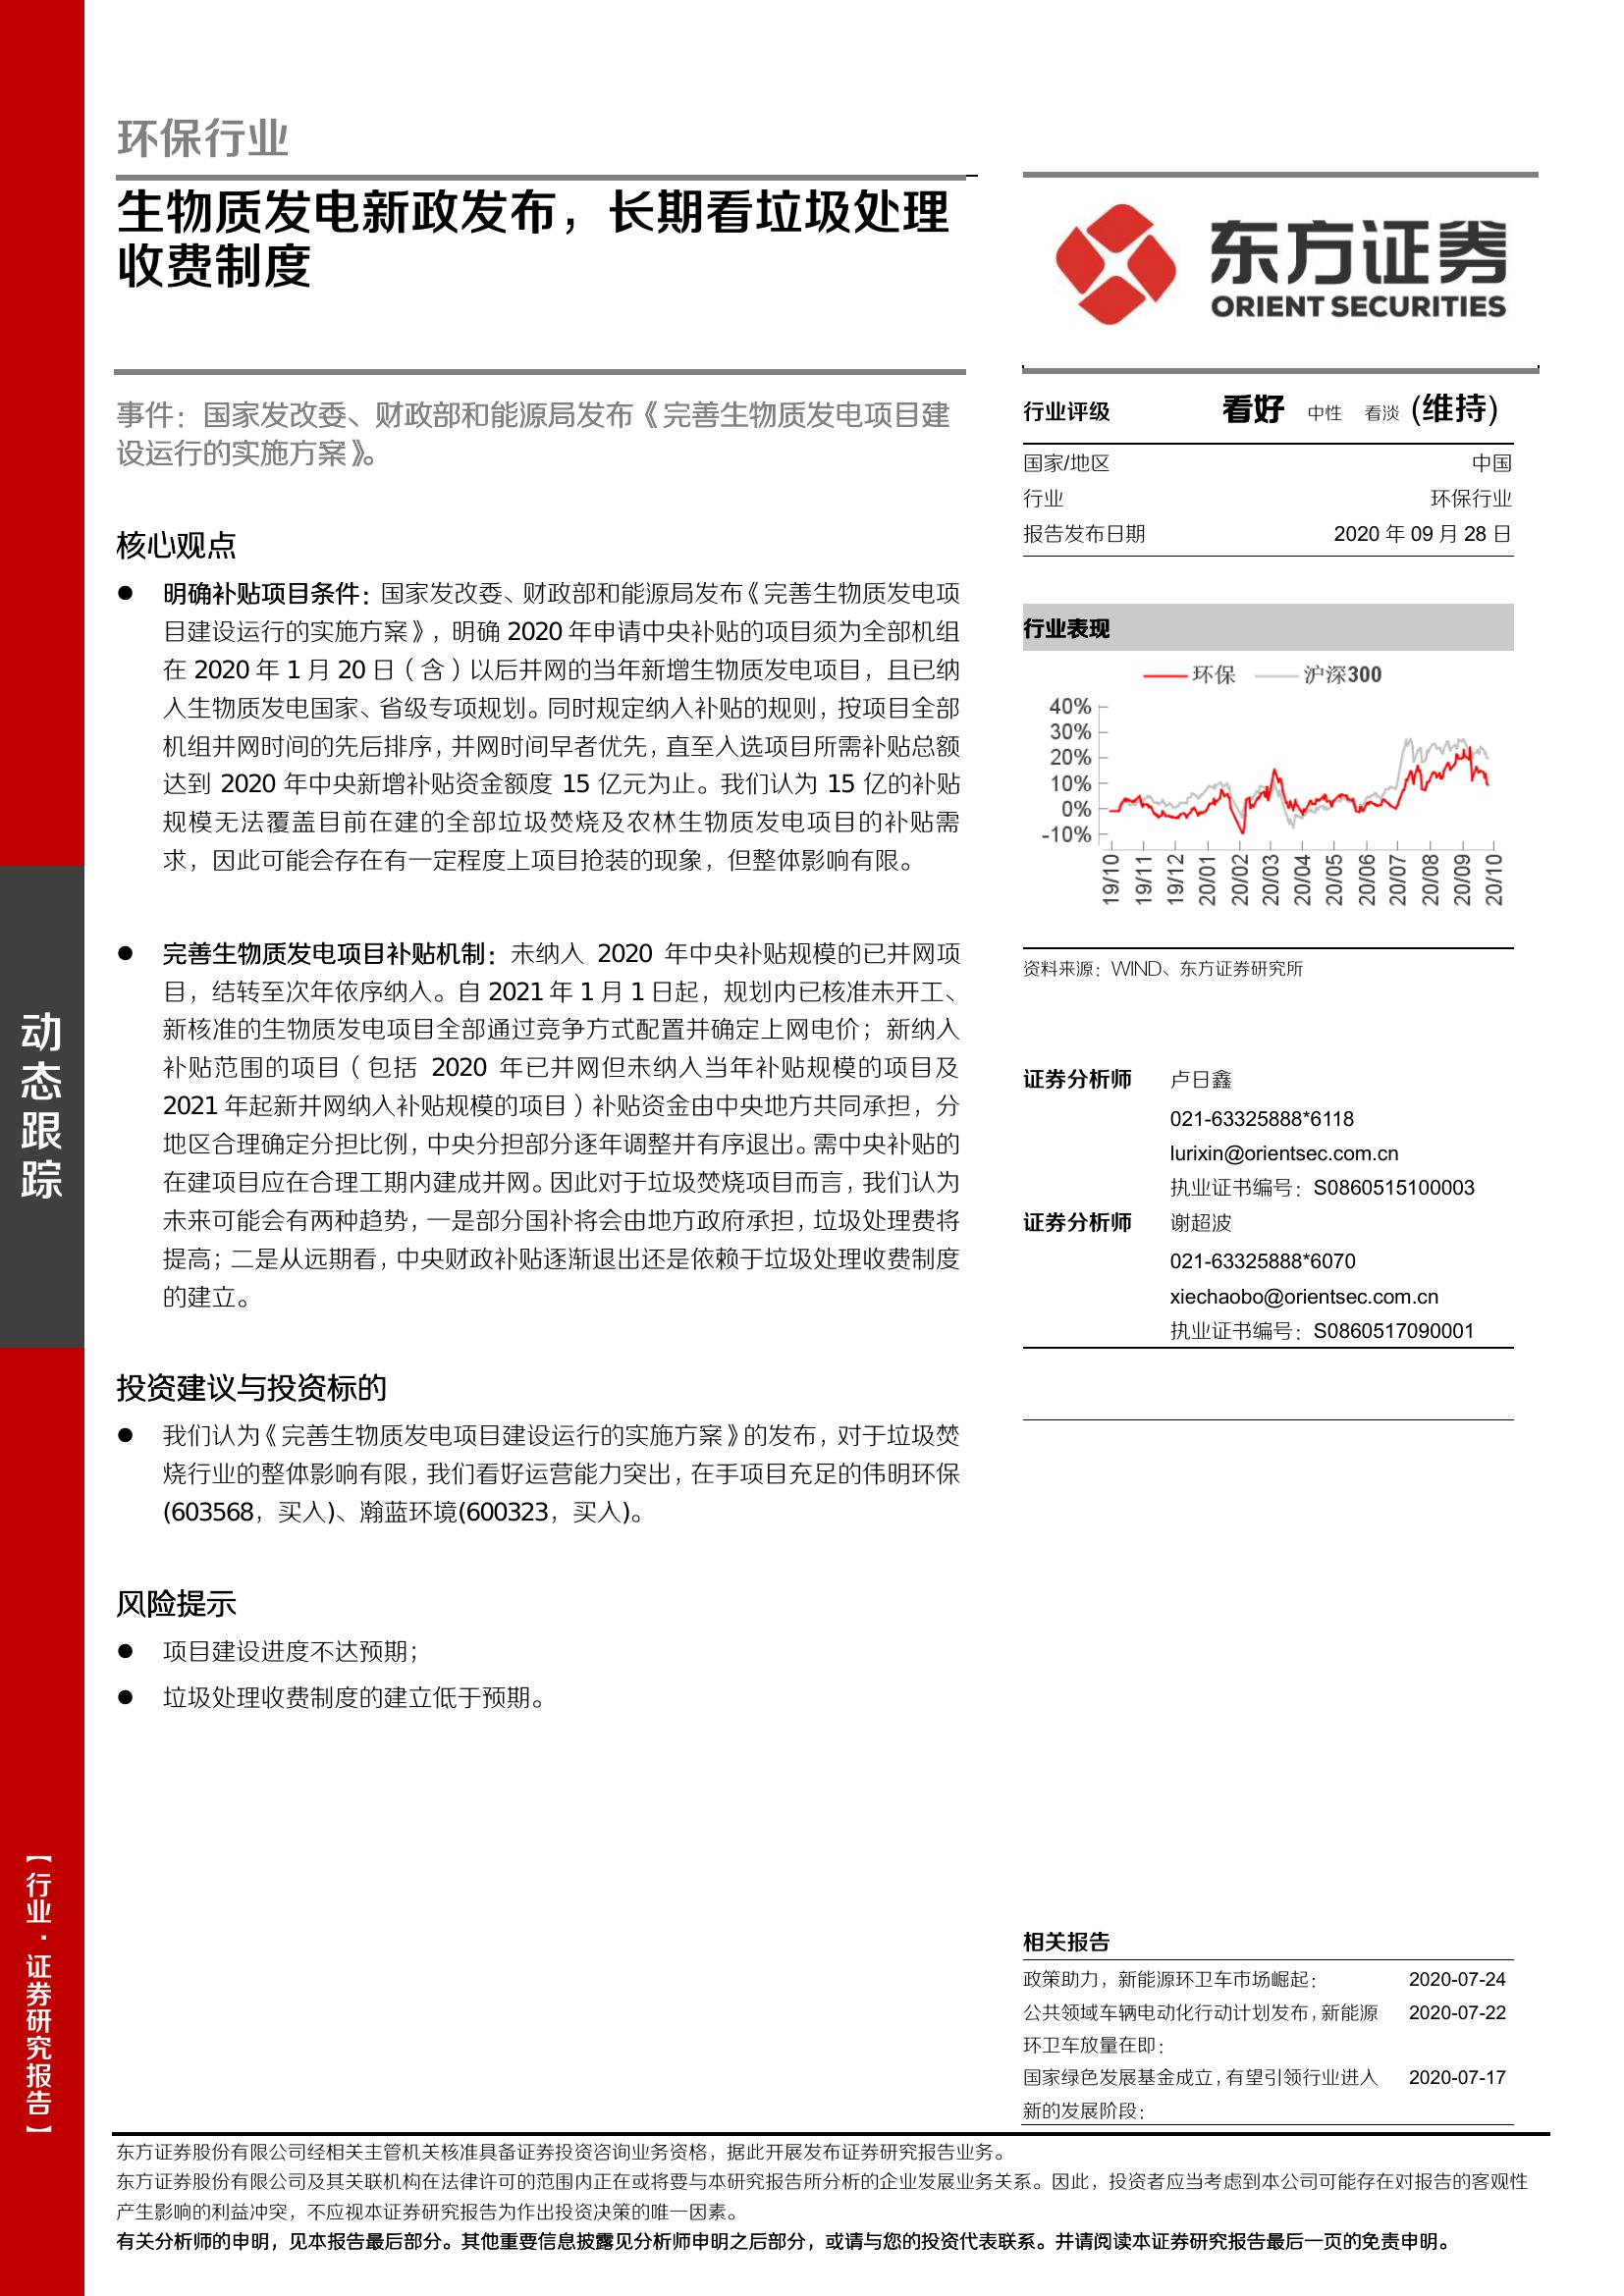 环保行业
生物质发电新政发布，长期看垃圾处理
收费制度
事件：国家发改委、财政部和能源局发布《完善生物质发电项目建
设运行的实施方案》。
核心观点
● 明确补贴项目条件：国家发改委、财政部和能源局发布《完善生物质发电项
目建设运行的实施方案》，明确 2020 年申请中央补贴的项目须为全部机组
在 2020 年 1 月 20 日（含）以后并网的当年新增生物质发电项目，且已纳
入生物质发电国家、省级专项规划。同时规定纳入补贴的规则，按项目全部
机组并网时间的先后排序，并网时间早者优先，直至入选项目所需补贴总额
达到 2020 年中央新增补贴资金额度 15 亿元为止。我们认为 15 亿的补贴
规模无法覆盖目前在建的全部垃圾焚烧及农林生物质发电项目的补贴需
求，因此可能会存在有一定程度上项目抢装的现象，但整体影响有限。
● 完善生物质发电项目补贴机制：未纳入 2020 年中央补贴规模的已并网项
目，结转至次年依序纳入。自 2021 年 1 月 1 日起，规划内已核准未开工、
新核准的生物质发电项目全部通过竞争方式配置并确定上网电价；新纳入
补贴范围的项目（包括 2020 年已并网但未纳入当年补贴规模的项目及
2021 年起新并网纳入补贴规模的项目）补贴资金由中央地方共同承担，分
地区合理确定分担比例，中央分担部分逐年调整并有序退出。需中央补贴的
在建项目应在合理工期内建成并网。因此对于垃圾焚烧项目而言，我们认为
未来可能会有两种趋势，一是部分国补将会由地方政府承担，垃圾处理费将
提高；二是从远期看，中央财政补贴逐渐退出还是依赖于垃圾处理收费制度
的建立。
投资建议与投资标的
● 我们认为《完善生物质发电项目建设运行的实施方案》的发布，对于垃圾焚
烧行业的整体影响有限，我们看好运营能力突出，在手项目充足的伟明环保
(603568，买入)、瀚蓝环境(600323，买入)。
风险提示
● 项目建设进度不达预期；
● 垃圾处理收费制度的建立低于预期。
东方证券
ORIENT SECURITIES
行业评级 看好 中性 看淡 (维持)
国家/地区 中国
行业 环保行业
报告发布日期 2020 年 09 月 28 日
行业表现
环保 沪深300
40%
30%
20%
10%
0%
-10%
19/10 19/11 19/12 20/01 20/02 20/03 20/04 20/05 20/06 20/07 20/08 20/09 20/10
资料来源：WIND、东方证券研究所
证券分析师 卢日鑫
021-63325888*6118
lurixin@orientsec.com.cn
执业证书编号：S0860515100003
证券分析师 谢超波
021-63325888*6070
xiechaobo@orientsec.com.cn
执业证书编号：S0860517090001
相关报告
政策助力，新能源环卫车市场崛起： 2020-07-24
公共领域车辆电动化行动计划发布，新能源 2020-07-22
环卫车放量在即：
国家绿色发展基金成立，有望引领行业进入 2020-07-17
新的发展阶段：
动态跟踪
【行业·证券研究报告】
东方证券股份有限公司经相关主管机关核准具备证券投资咨询业务资格，据此开展发布证券研究报告业务。
东方证券股份有限公司及其关联机构在法律许可的范围内正在或将要与本研究报告所分析的企业发展业务关系。因此，投资者应当考虑到本公司可能存在对报告的客观性
产生影响的利益冲突，不应视本证券研究报告为作出投资决策的唯一因素。
有关分析师的申明，见本报告最后部分。其他重要信息披露见分析师申明之后部分，或请与您的投资代表联系。并请阅读本证券研究报告最后一页的免责申明。